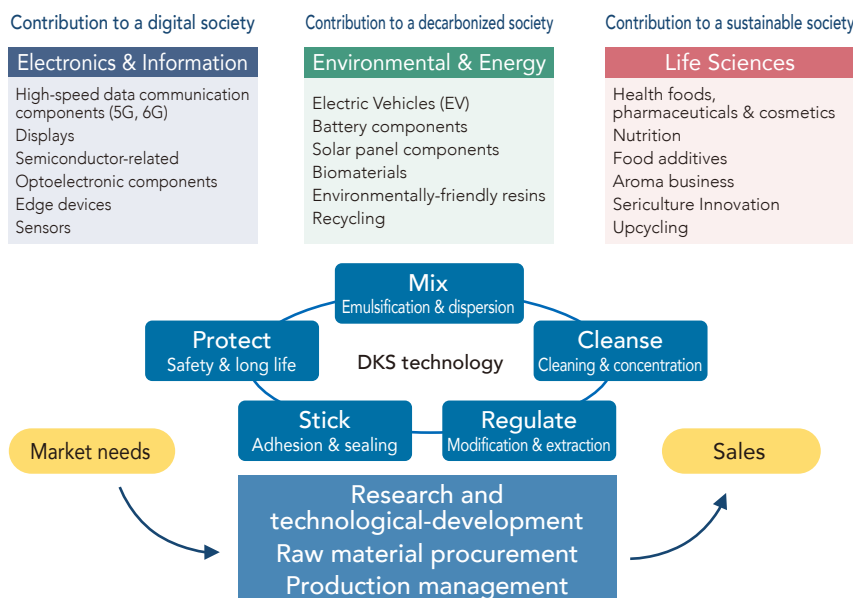 Contribution to a digital society
Electronics & Information
High-speed data communication
components (5G, 6G)
Displays
Semiconductor-related
Optoelectronic components
Edge devices
Sensors
Contribution to a decarbonized society
Environmental & Energy
Electric Vehicles (EV)
Battery components
Solar panel components
Biomaterials
Environmentally-friendly resins
Recycling
Contribution to a sustainable society
Life Sciences
Health foods,
pharmaceuticals & cosmetics
Nutrition
Food additives
Aroma business
Sericulture Innovation
Upcycling
Mix
Emulsification & dispersion
Protect
Safety & long life
DKS technology
Cleanse
Cleaning & concentration
Stick
Adhesion & sealing
Regulate
Modification & extraction
Market needs
Sales
Research and
technological-development
Raw material procurement
Production management